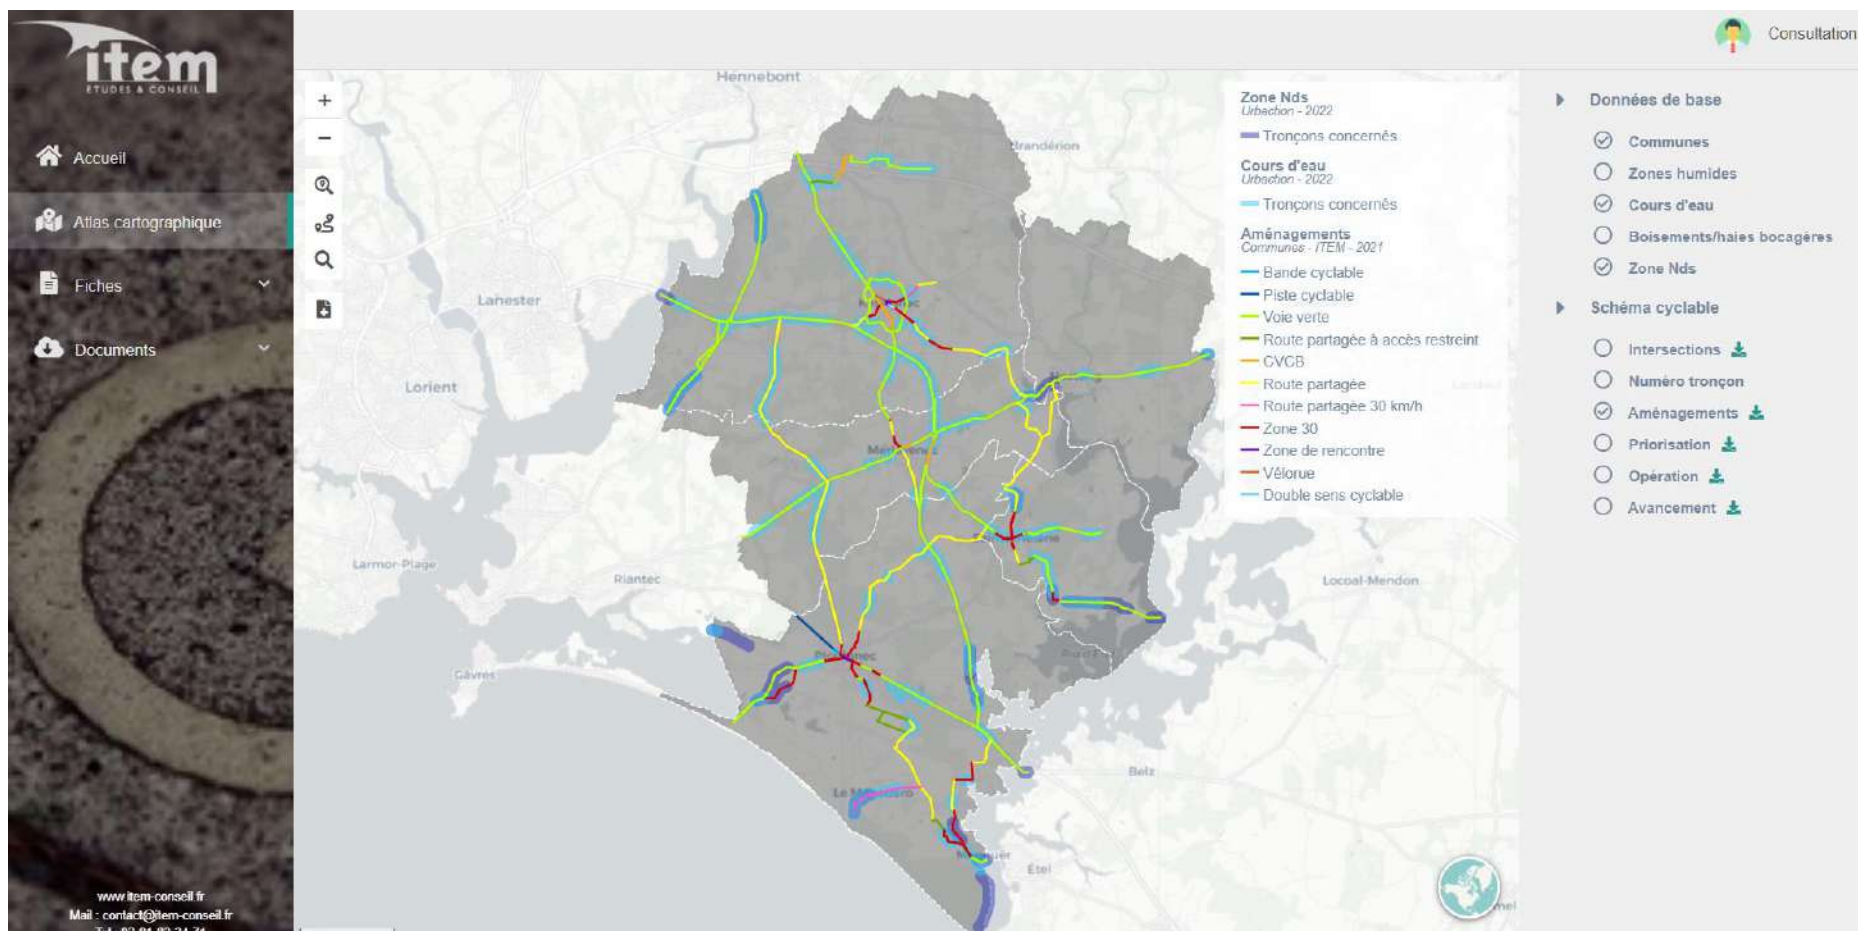 item
ETUDES & CONSEIL
Accueil
Atlas cartographique
Fiches
Documents
www.item-conseil.fr
Mail : contact@item-conseil.fr
Consultation
+
−
Hennebont
Lanester
Lorient
Larmor-Plage
Riantec
Gâvres
Belz
Étel
Locoal-Mendon
Zone Nds
Urbaction - 2022
Tronçons concernés
Cours d'eau
Urbaction - 2022
Tronçons concernés
Aménagements
Communes - ITEM - 2021
Bande cyclable
Piste cyclable
Voie verte
Route partagée à accès restreint
CVCB
Route partagée
Route partagée 30 km/h
Zone 30
Zone de rencontre
Vélorue
Double sens cyclable
Données de base
Communes
Zones humides
Cours d'eau
Boisements/haies bocagères
Zone Nds
Schéma cyclable
Intersections
Numéro tronçon
Aménagements
Priorisation
Opération
Avancement